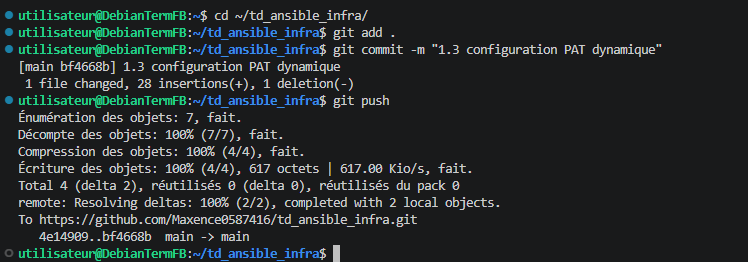 utilisateur@DebianTermFB:~$ cd ~/td_ansible_infra/
utilisateur@DebianTermFB:~/td_ansible_infra$ git add .
utilisateur@DebianTermFB:~/td_ansible_infra$ git commit -m "1.3 configuration PAT dynamique"
[main bf4668b] 1.3 configuration PAT dynamique
 1 file changed, 28 insertions(+), 1 deletion(-)
utilisateur@DebianTermFB:~/td_ansible_infra$ git push
Énumération des objets: 7, fait.
Décompte des objets: 100% (7/7), fait.
Compression des objets: 100% (4/4), fait.
Écriture des objets: 100% (4/4), 617 octets | 617.00 Kio/s, fait.
Total 4 (delta 2), réutilisés 0 (delta 0), réutilisés du pack 0
remote: Resolving deltas: 100% (2/2), completed with 2 local objects.
To https://github.com/Maxence0587416/td_ansible_infra.git
   4e14909..bf4668b  main -> main
utilisateur@DebianTermFB:~/td_ansible_infra$